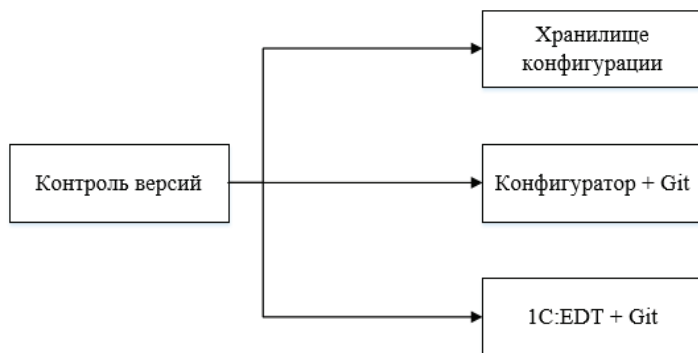 Хранилище
конфигурации
Контроль версий
Конфигуратор + Git
1С:EDT + Git